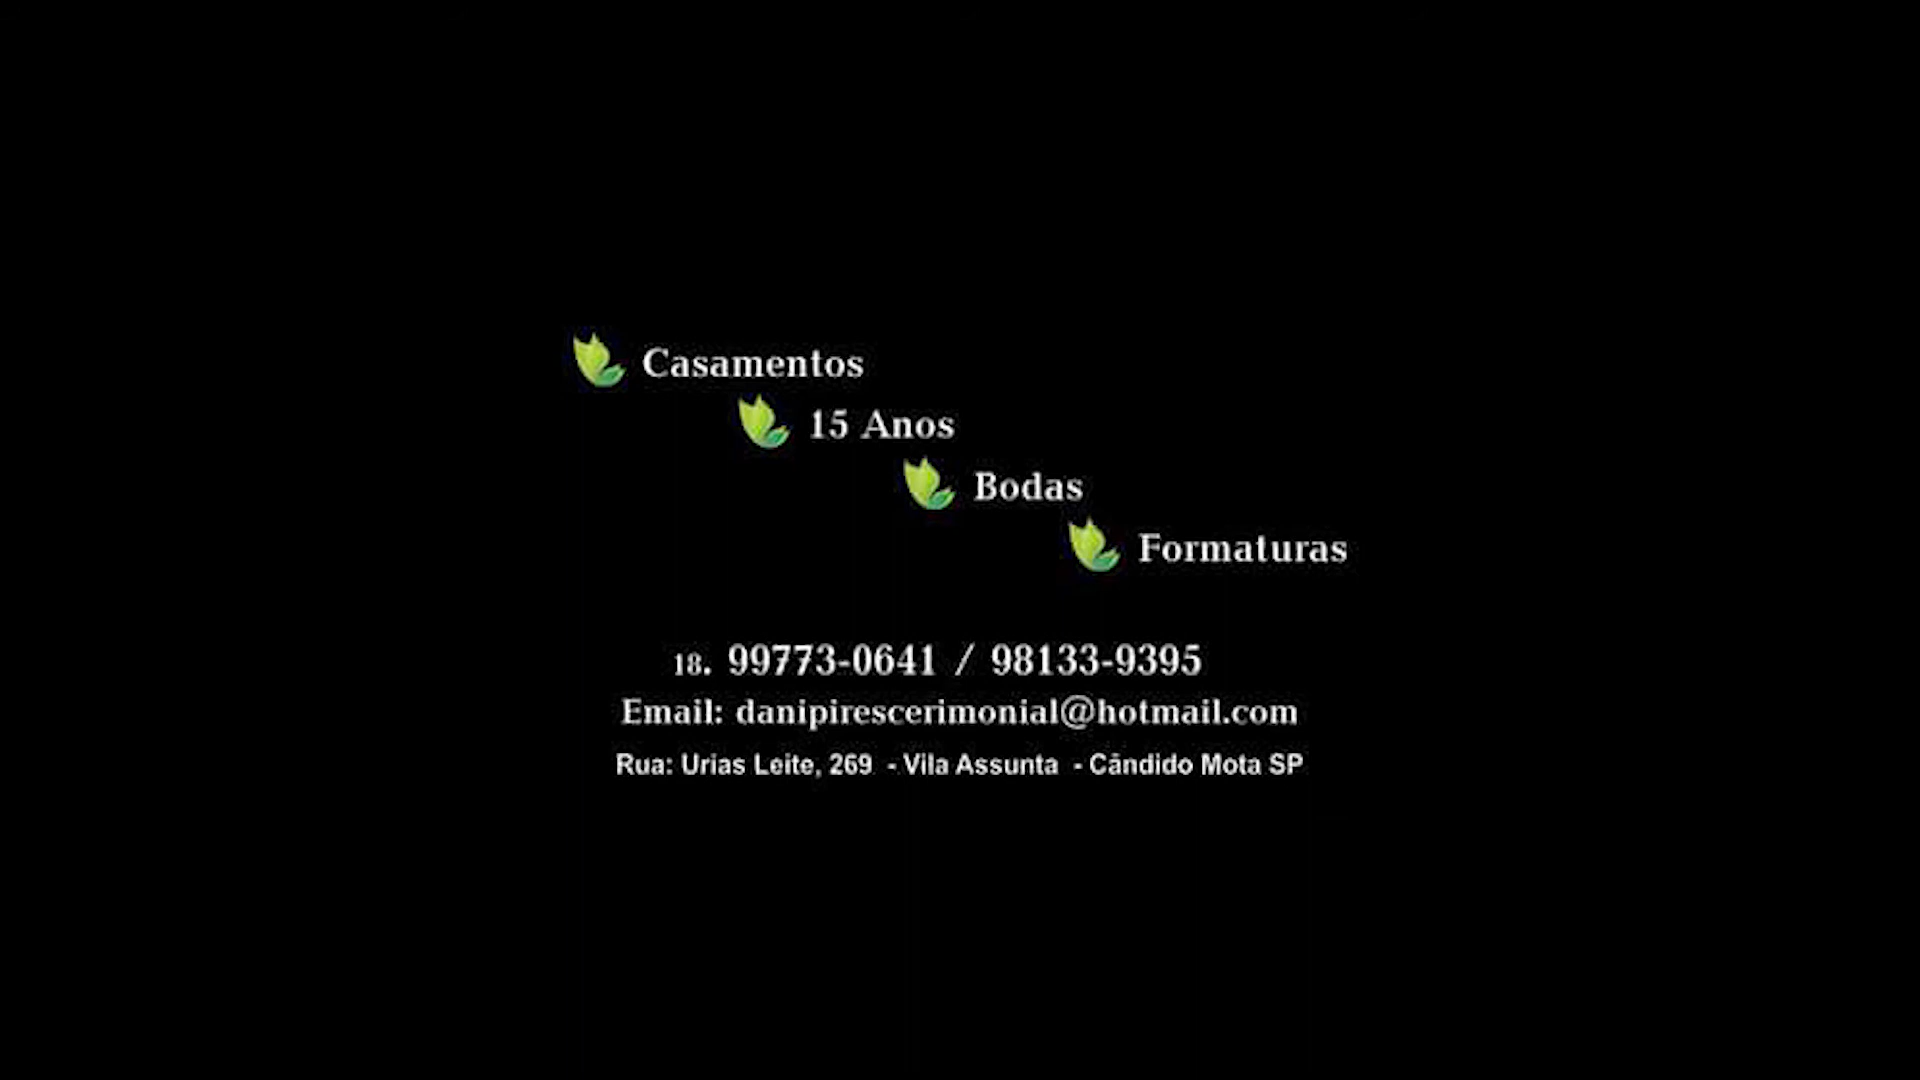 Casamentos
15 Anos
Bodas
Formaturas
18. 99773-0641 / 98133-9395
Email: danipirescerimonial@hotmail.com
Rua: Urias Leite, 269 - Vila Assunta - Cândido Mota SP